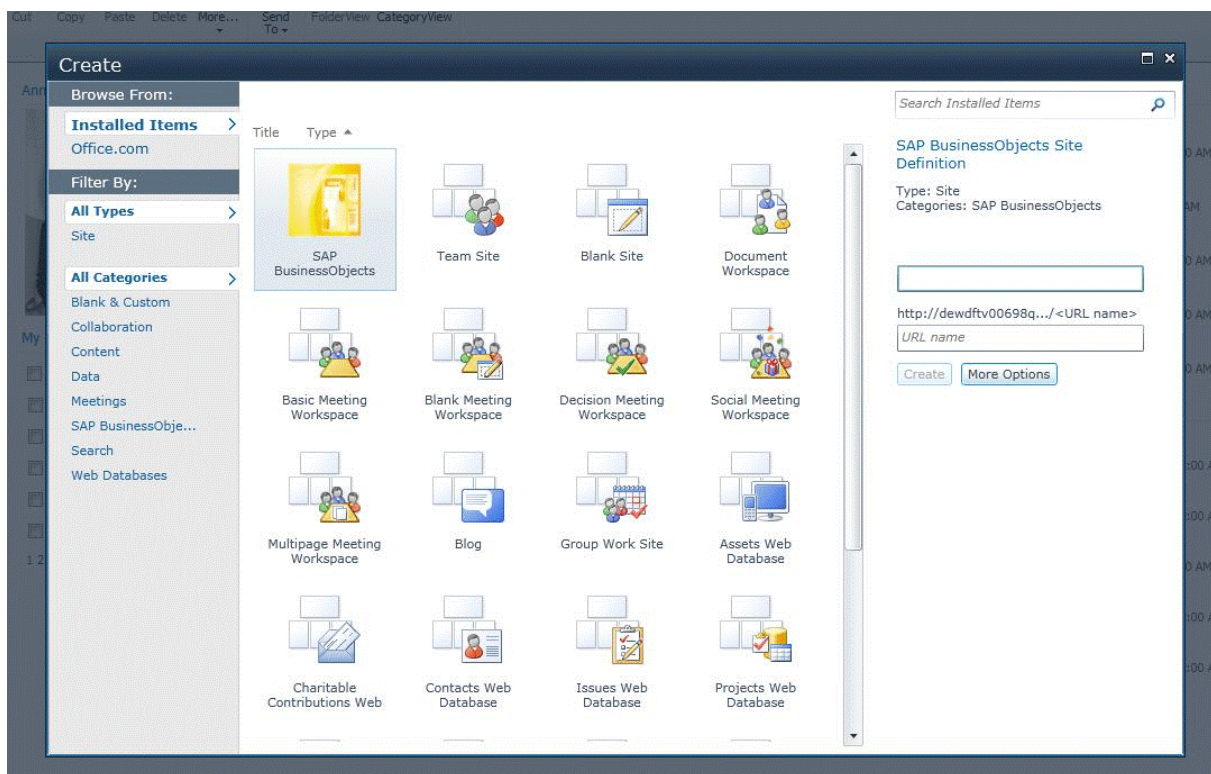 Cut Copy Paste Delete More... Send To FolderView CategoryView
Create
Browse From:
Installed Items
Office.com
Filter By:
All Types
Site
All Categories
Blank & Custom
Collaboration
Content
Data
Meetings
SAP BusinessObje...
Search
Web Databases
Title Type
SAP BusinessObjects
Team Site
Blank Site
Document Workspace
Basic Meeting Workspace
Blank Meeting Workspace
Decision Meeting Workspace
Social Meeting Workspace
Multipage Meeting Workspace
Blog
Group Work Site
Assets Web Database
Charitable Contributions Web
Contacts Web Database
Issues Web Database
Projects Web Database
Search Installed Items
SAP BusinessObjects Site
Definition
Type: Site
Categories: SAP BusinessObjects
http://dewdftv00698q.../<URL name>
URL name
Create More Options
My
1 2